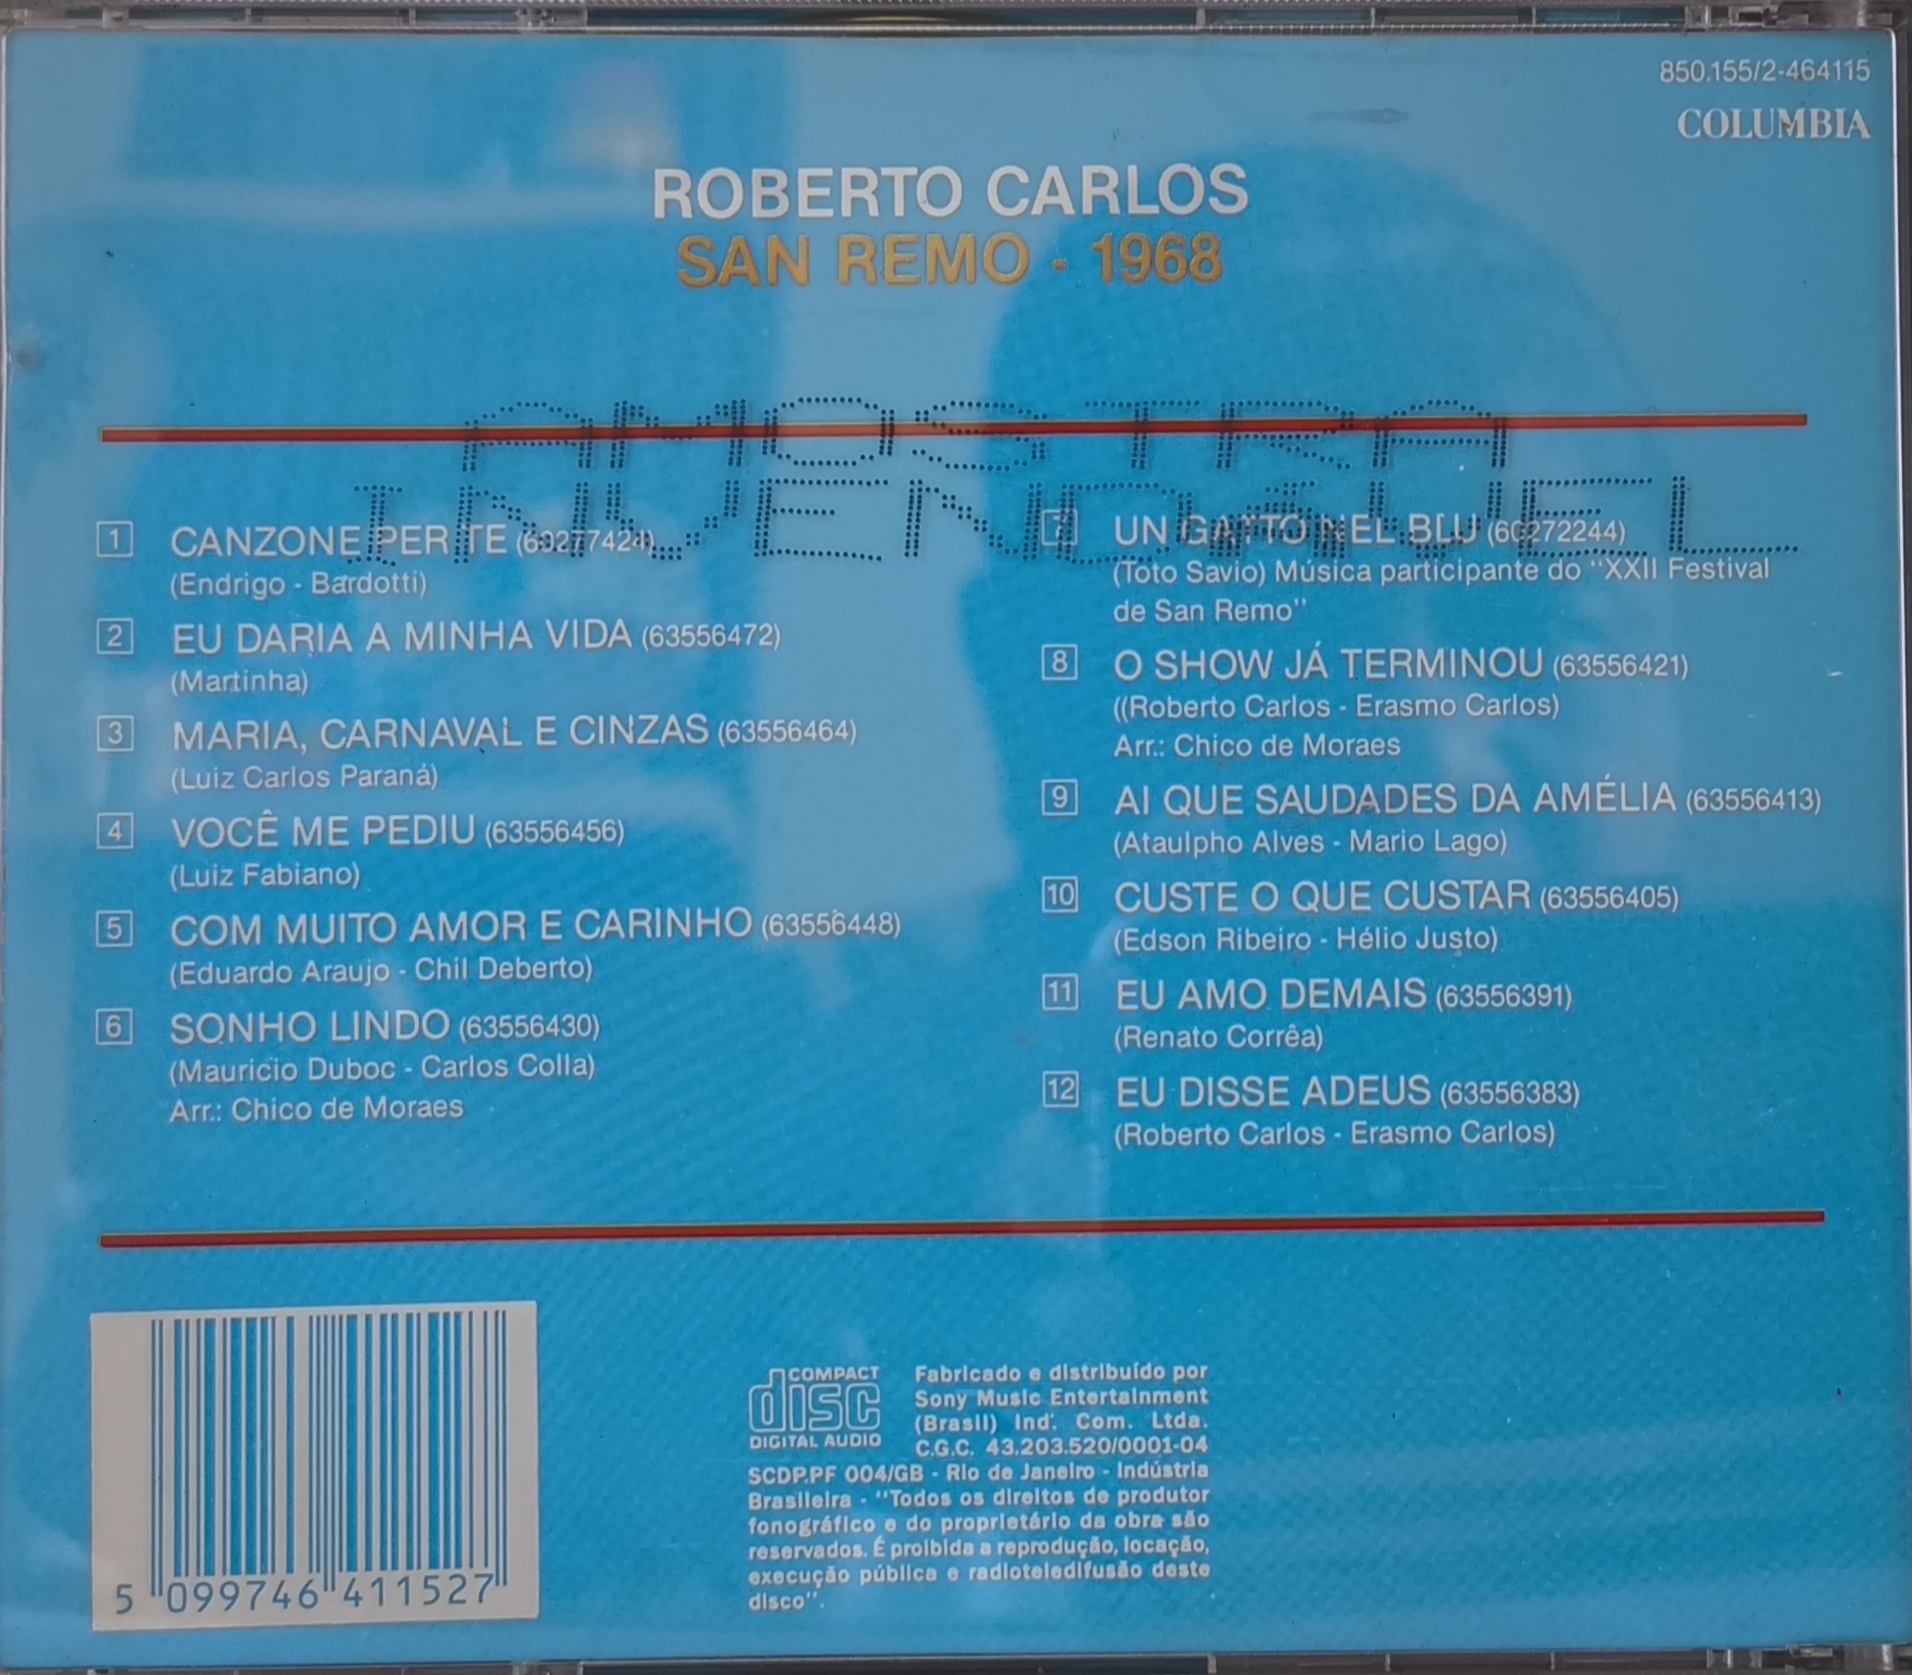 850.155/2-464115
COLUMBIA
ROBERTO CARLOS
SAN REMO - 1968
AMOSTRA
INVENDÁVEL
1 CANZONE PER TE (60277424)
(Endrigo - Bardotti)
2 EU DARIA A MINHA VIDA (63556472)
(Martinha)
3 MARIA, CARNAVAL E CINZAS (63556464)
(Luiz Carlos Paraná)
4 VOCÊ ME PEDIU (63556456)
(Luiz Fabiano)
5 COM MUITO AMOR E CARINHO (63556448)
(Eduardo Araujo - Chil Deberto)
6 SONHO LINDO (63556430)
(Mauricio Duboc - Carlos Colla)
Arr.: Chico de Moraes
7 UN GATTO NEL BLU (60272244)
(Toto Savio) Música participante do "XXII Festival
de San Remo"
8 O SHOW JÁ TERMINOU (63556421)
((Roberto Carlos - Erasmo Carlos)
Arr.: Chico de Moraes
9 AI QUE SAUDADES DA AMÉLIA (63556413)
(Ataulpho Alves - Mario Lago)
10 CUSTE O QUE CUSTAR (63556405)
(Edson Ribeiro - Hélio Justo)
11 EU AMO DEMAIS (63556391)
(Renato Corrêa)
12 EU DISSE ADEUS (63556383)
(Roberto Carlos - Erasmo Carlos)
5 099746 411527
COMPACT
disc
DIGITAL AUDIO
Fabricado e distribuído por
Sony Music Entertainment
(Brasil) Ind. Com. Ltda.
C.G.C. 43.203.520/0001-04
SCDP.PF 004/GB - Rio de Janeiro - Indústria
Brasileira - "Todos os direitos de produtor
fonográfico e do proprietário da obra são
reservados. É proibida a reprodução, locação,
execução pública e radioteledifusão deste
disco".